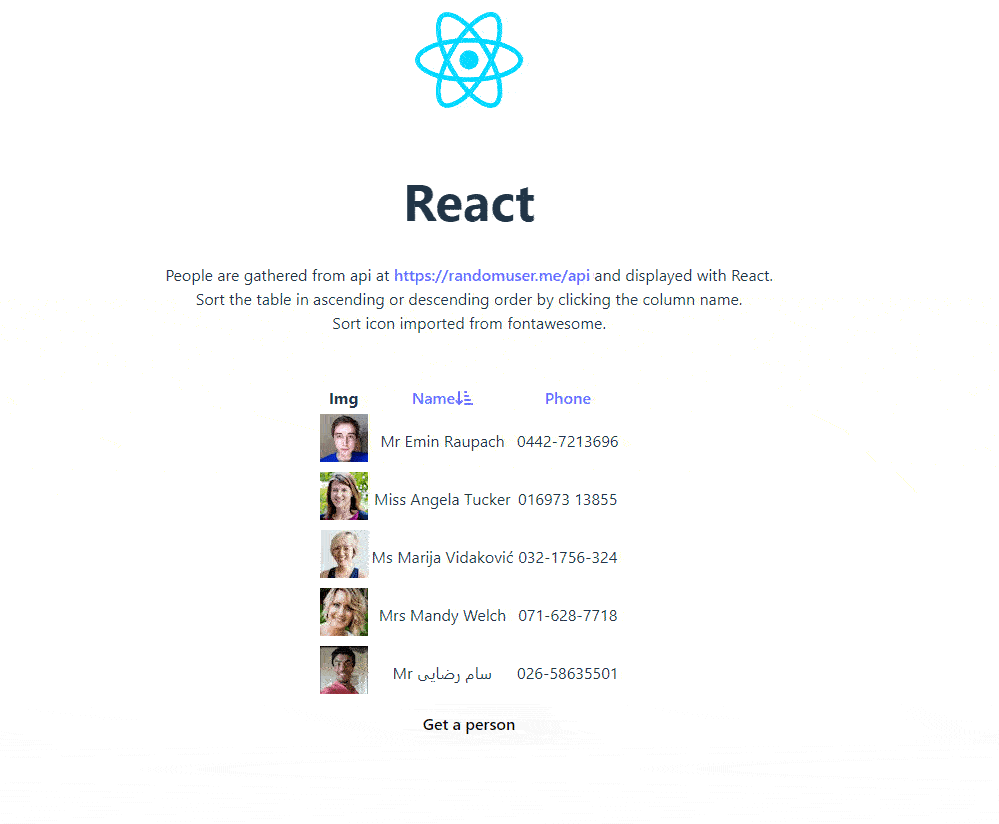 React
People are gathered from api at https://randomuser.me/api and displayed with React.
Sort the table in ascending or descending order by clicking the column name.
Sort icon imported from fontawesome.
Img Name Phone
Mr Emin Raupach 0442-7213696
Miss Angela Tucker 016973 13855
Ms Marija Vidaković 032-1756-324
Mrs Mandy Welch 071-628-7718
Mr سام رضایی 026-58635501
Get a person